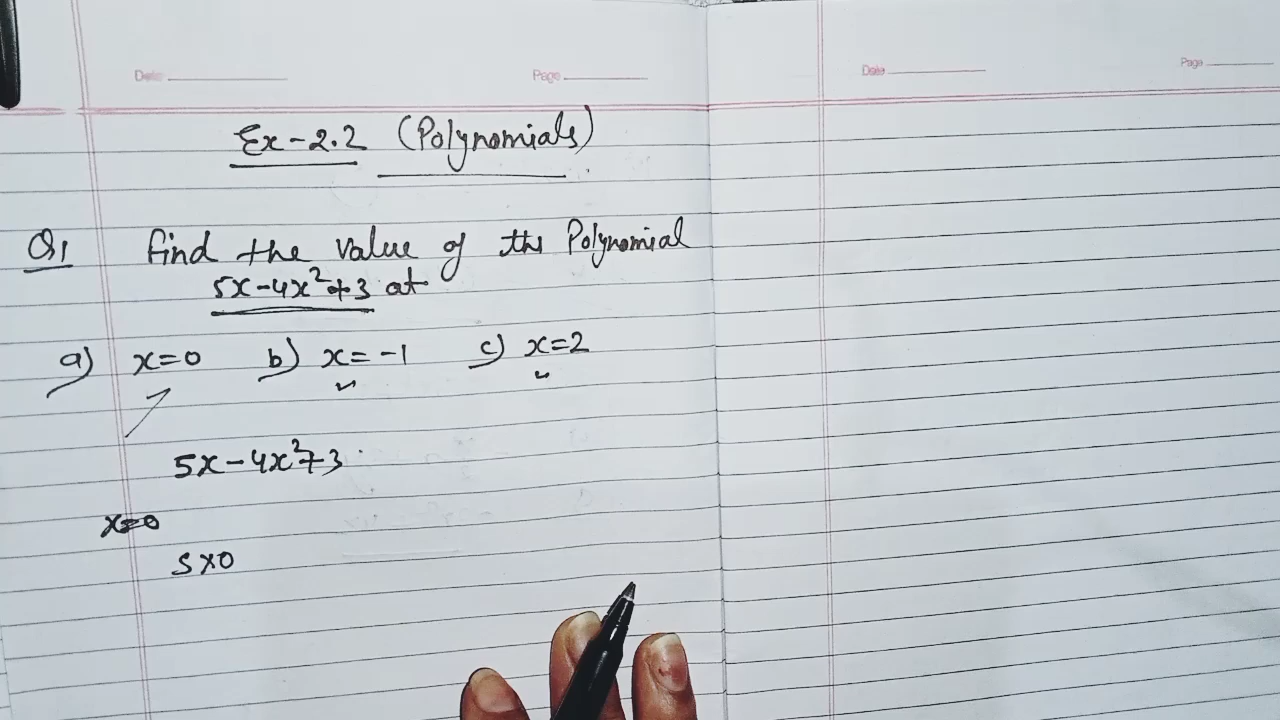 Date
Page
Date
Page
Ex-2.2 (Polynomials)
Q1 find the value of the Polynomial
5x-4x²+3 at
a) x=0 b) x=-1 c) x=2
5x-4x²+3
x=0
5×0